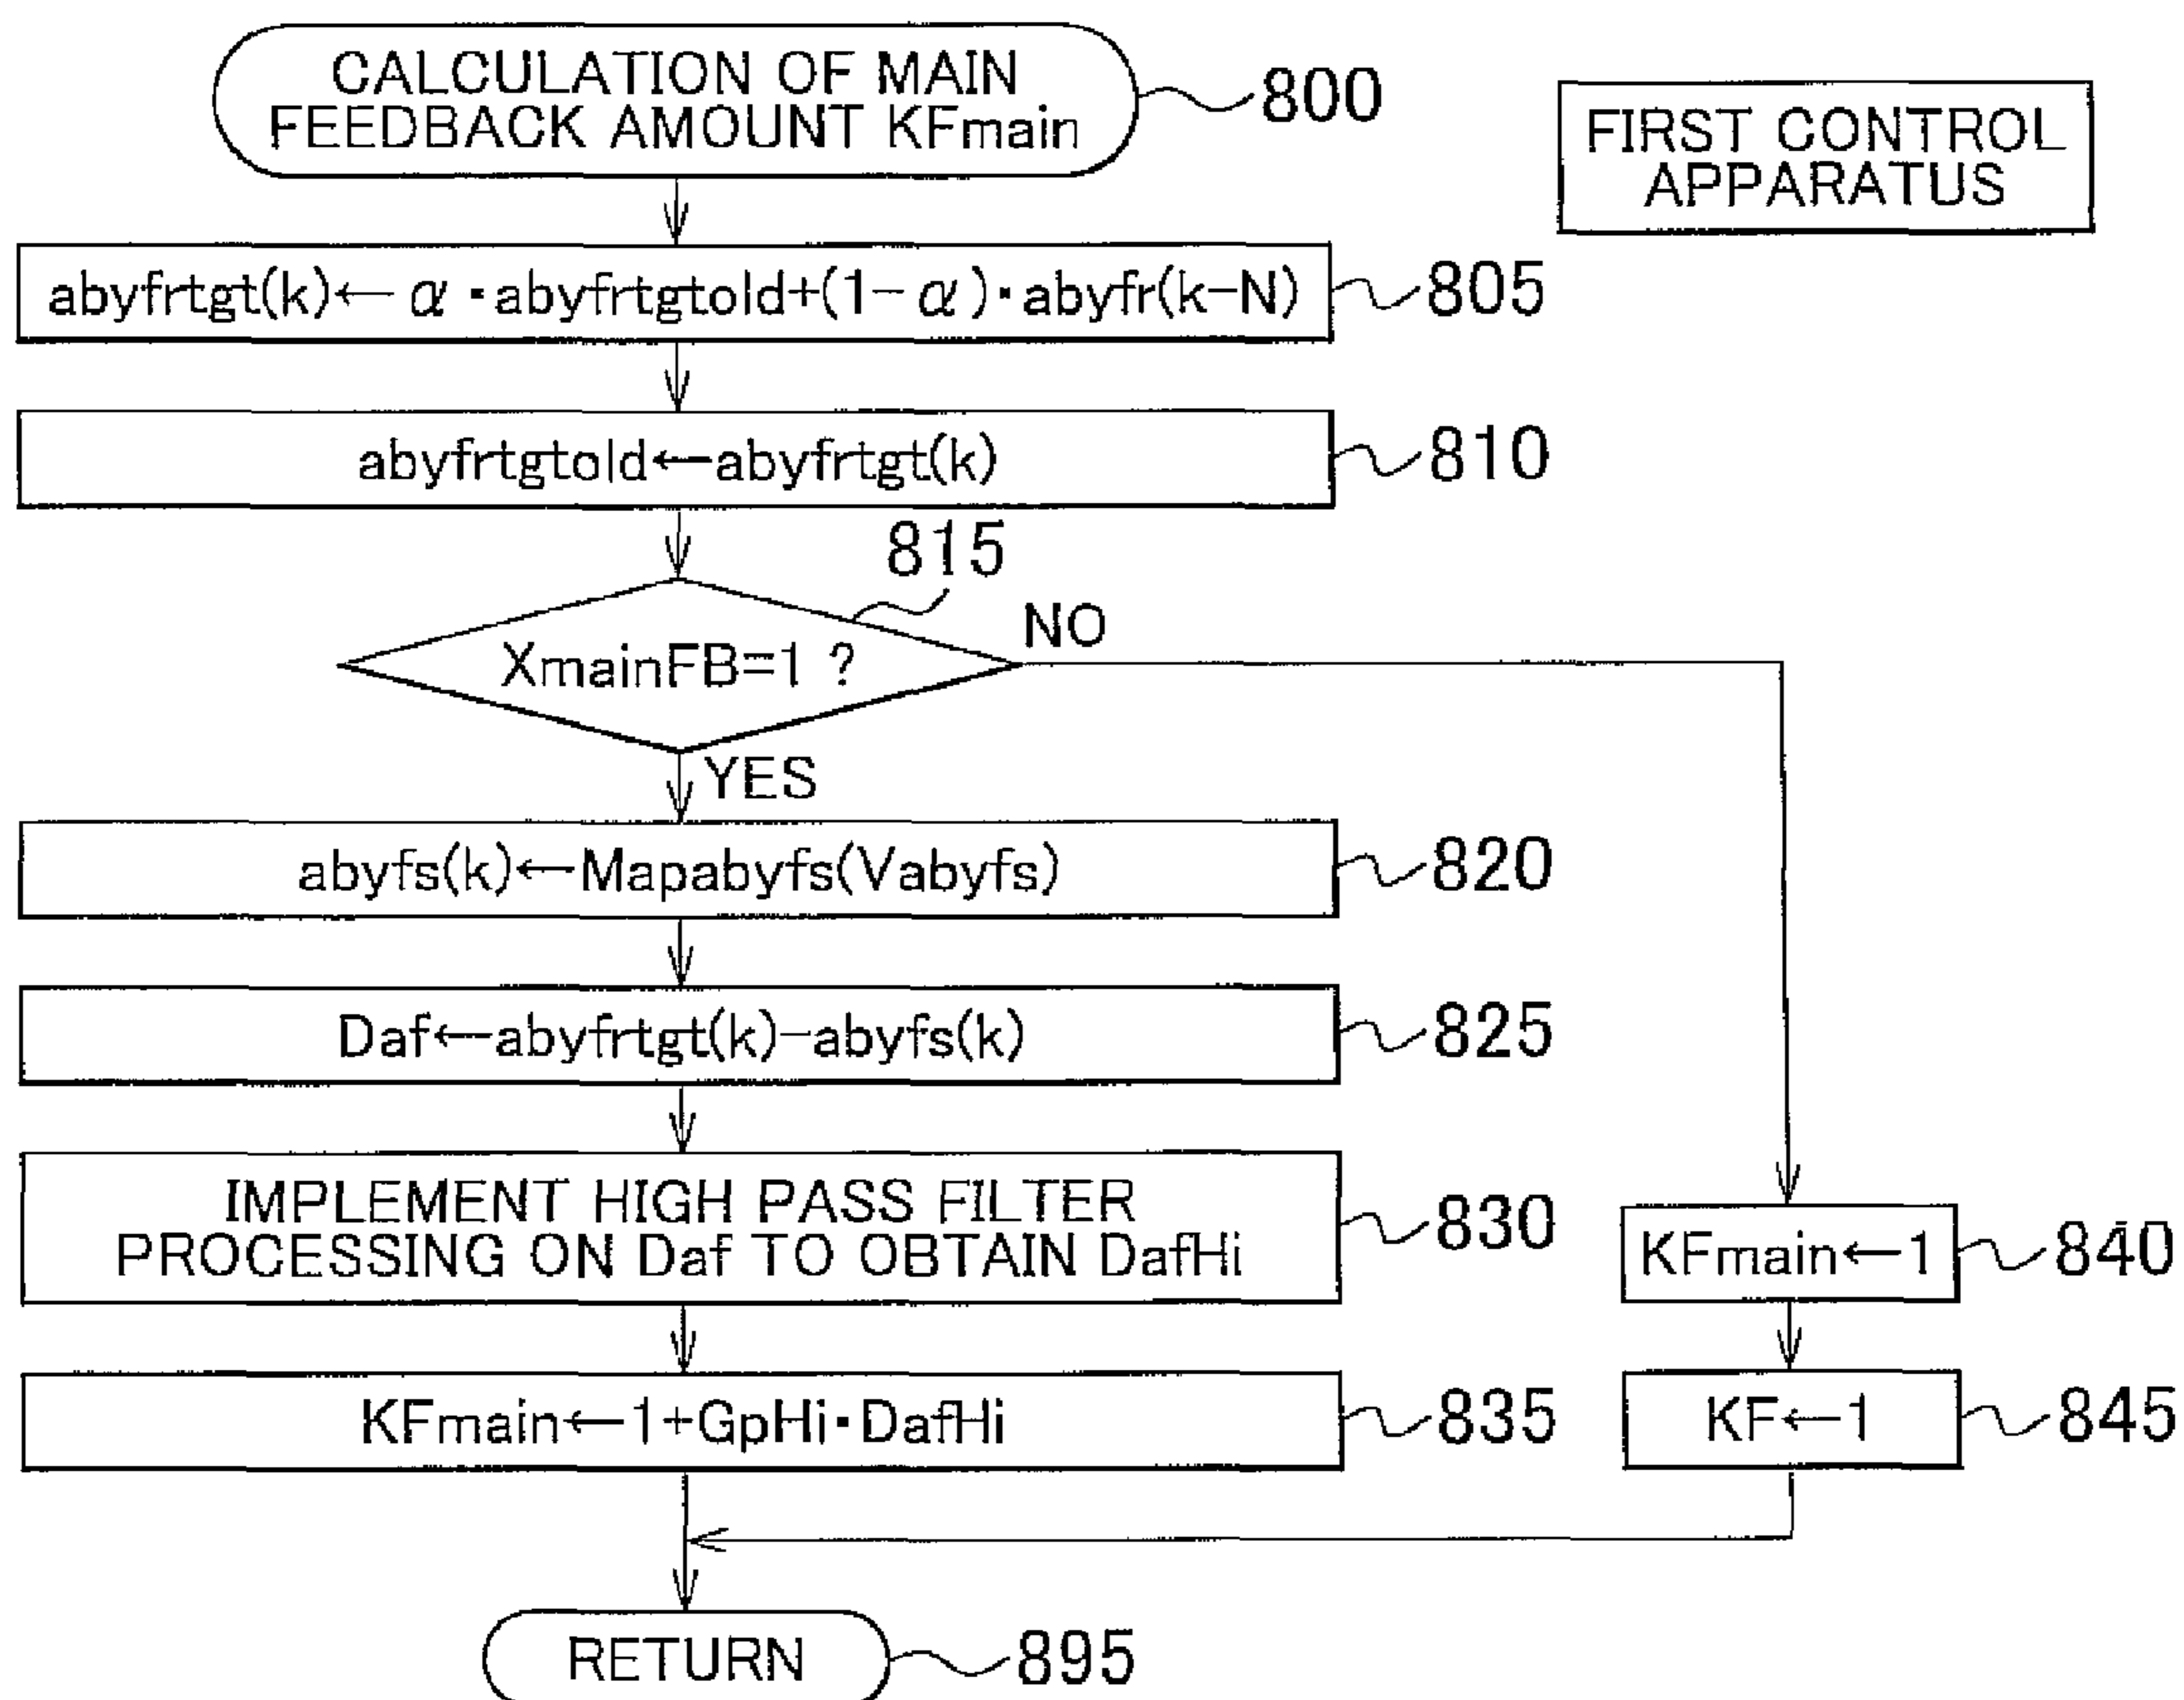 CALCULATION OF MAIN
FEEDBACK AMOUNT KFmain
800
FIRST CONTROL
APPARATUS
abyfrtgt(k)←α・abyfrtgtold+(1-α)・abyfr(k-N)
805
abyfrtgtold←abyfrtgt(k)
810
815
XmainFB=1 ?
NO
YES
abyfs(k)←Mapabyfs(Vabyfs)
820
Daf←abyfrtgt(k)-abyfs(k)
825
IMPLEMENT HIGH PASS FILTER
PROCESSING ON Daf TO OBTAIN DafHi
830
KFmain←1
840
KFmain←1+GpHi・DafHi
835
KF←1
845
RETURN
895